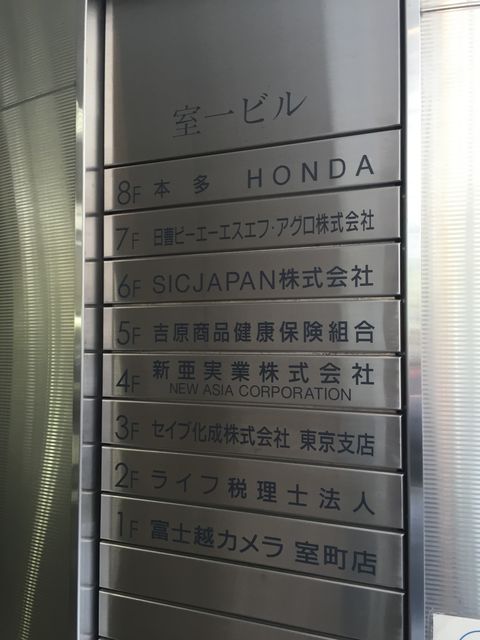 室一ビル
8F 本多 HONDA
7F 日曹ビーエーエスエフ・アグロ株式会社
6F SICJAPAN株式会社
5F 吉原商品健康保険組合
4F 新亜実業株式会社
NEW ASIA CORPORATION
3F セイブ化成株式会社 東京支店
2F ライフ税理士法人
1F 富士越カメラ 室町店